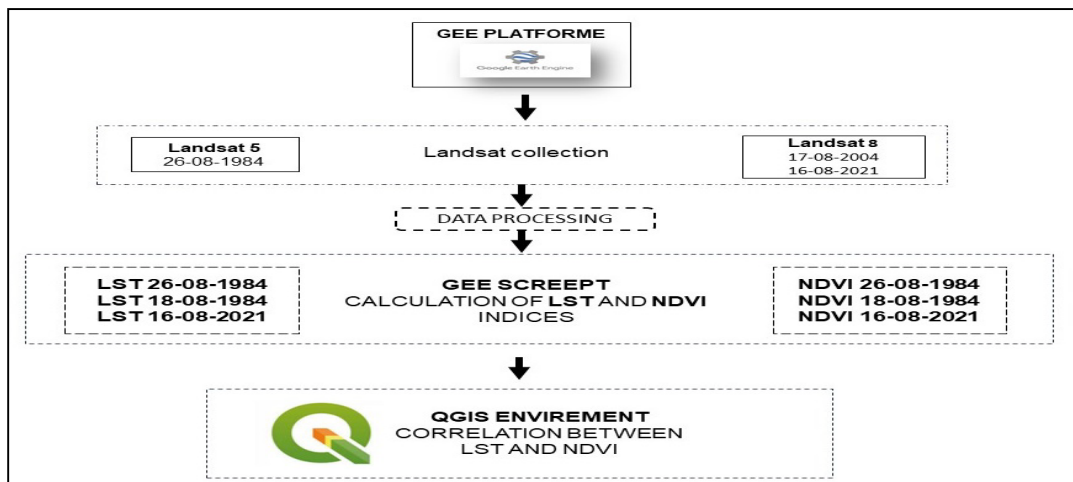 GEE PLATFORME
Google Earth Engine
Landsat 5
26-08-1984
Landsat collection
Landsat 8
17-08-2004
16-08-2021
DATA PROCESSING
LST 26-08-1984
LST 18-08-1984
LST 16-08-2021
GEE SCREEPT
CALCULATION OF LST AND NDVI
INDICES
NDVI 26-08-1984
NDVI 18-08-1984
NDVI 16-08-2021
QGIS ENVIREMENT
CORRELATION BETWEEN
LST AND NDVI